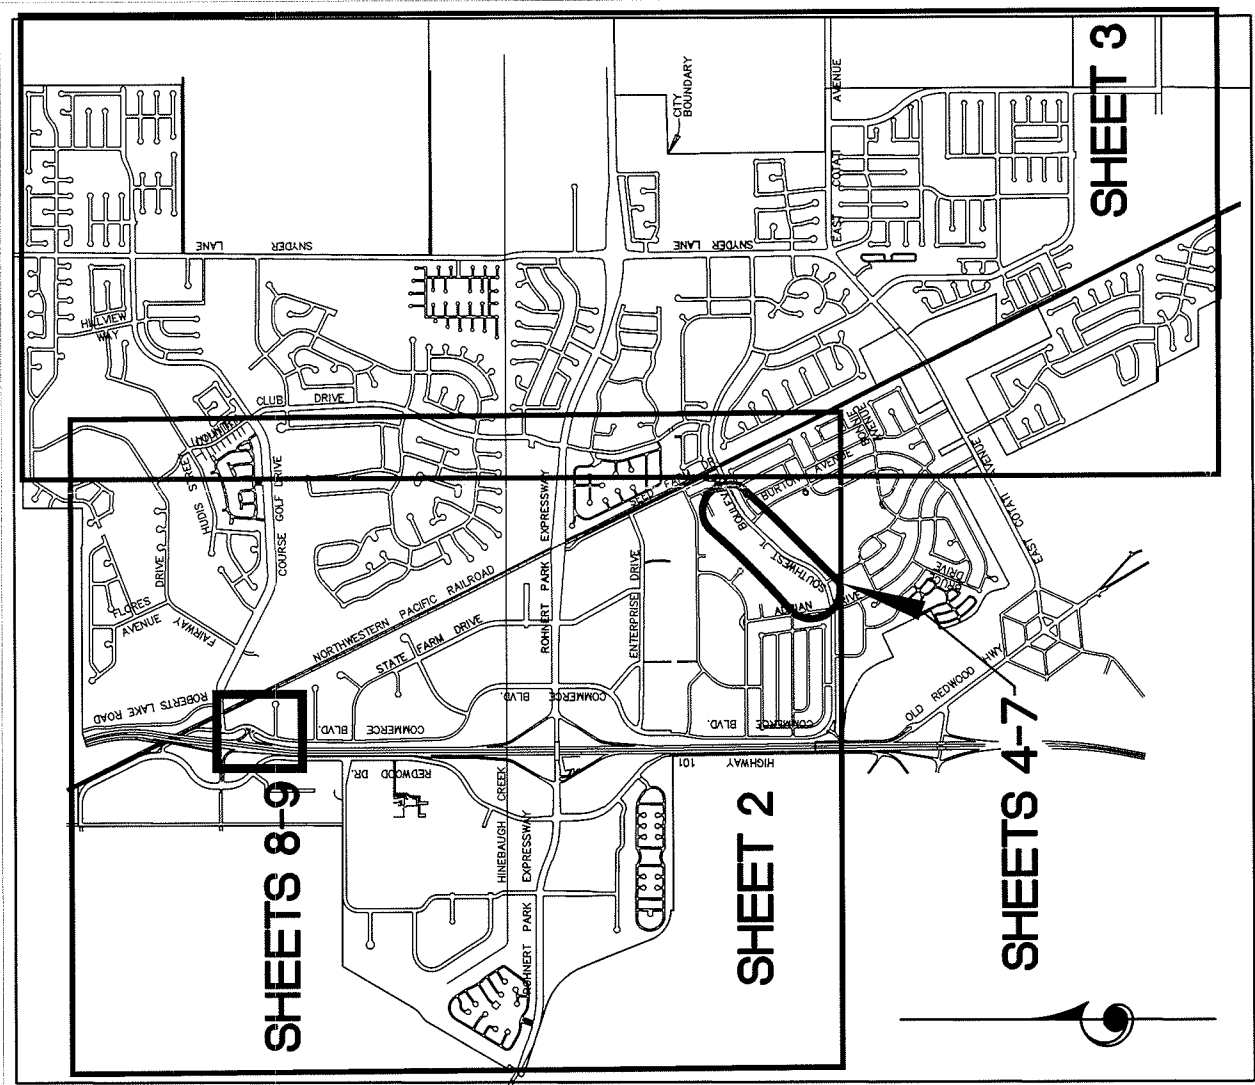 SHEET 3
CITY
BOUNDARY
AVENUE
EAST COTATI
SNYDER LANE
SNYDER LANE
HILLVIEW
WAY
CLUB DRIVE
HUDIS STREET
COURSE GOLF DRIVE
FLORES
AVENUE
FAIRWAY DRIVE
ROHNERT PARK EXPRESSWAY
NORTHWESTERN PACIFIC RAILROAD
STATE FARM DRIVE
ENTERPRISE DRIVE
SEED FARM
BURTON AVENUE
BONNIE
AVENUE
SOUTHWEST
ADRIAN DRIVE
BRUCE
DRIVE
EAST COTATI AVENUE
OLD REDWOOD HWY
ROBERTS LAKE ROAD
COMMERCE BLVD.
COMMERCE BLVD.
COMMERCE BLVD.
HIGHWAY 101
REDWOOD DR.
HINEBAUGH CREEK
ROHNERT PARK EXPRESSWAY
SHEETS 8-9
SHEET 2
SHEETS 4-7